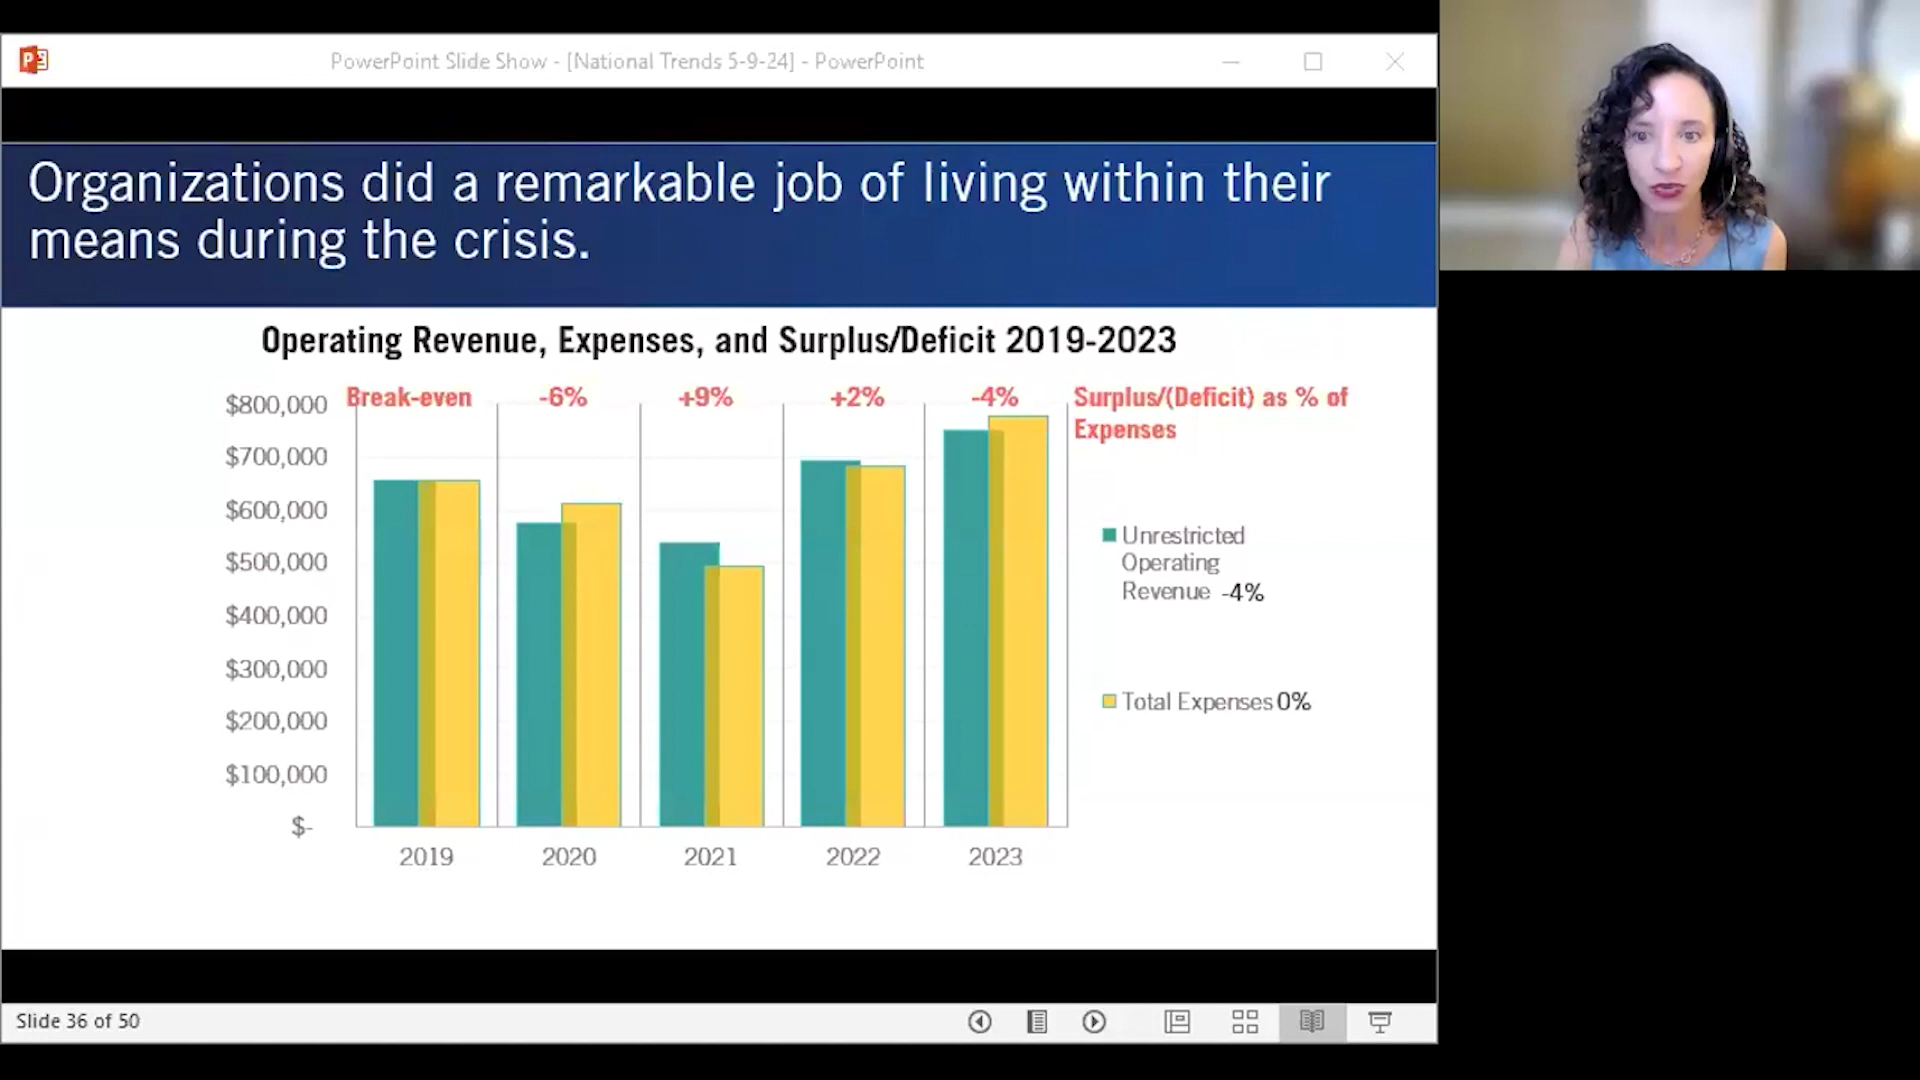 PowerPoint Slide Show - [National Trends 5-9-24] - PowerPoint
Organizations did a remarkable job of living within their
means during the crisis.
Operating Revenue, Expenses, and Surplus/Deficit 2019-2023
Break-even -6% +9% +2% -4% Surplus/(Deficit) as % of
Expenses
$800,000
$700,000
$600,000
$500,000
$400,000
$300,000
$200,000
$100,000
$-
2019 2020 2021 2022 2023
Unrestricted
Operating
Revenue -4%
Total Expenses 0%
Slide 36 of 50